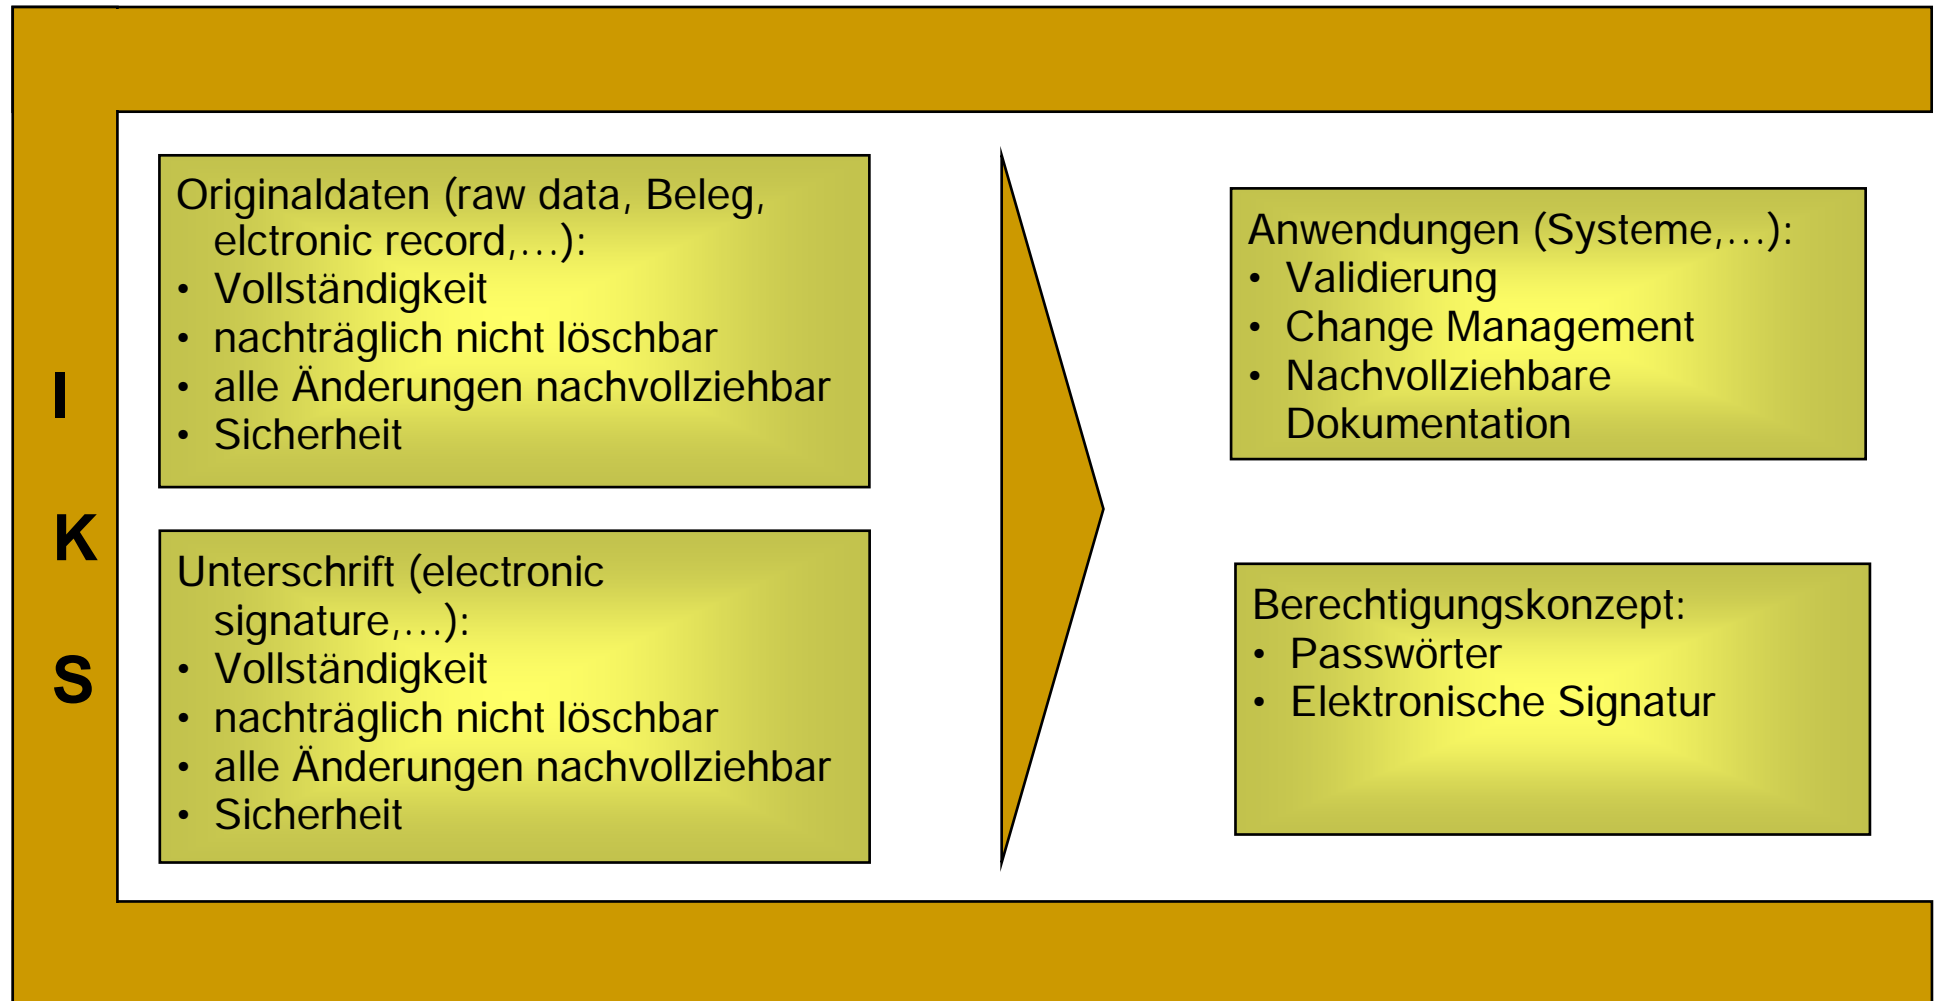 I
K
S
Originaldaten (raw data, Beleg,
elctronic record,...):
• Vollständigkeit
• nachträglich nicht löschbar
• alle Änderungen nachvollziehbar
• Sicherheit
Unterschrift (electronic
signature,...):
• Vollständigkeit
• nachträglich nicht löschbar
• alle Änderungen nachvollziehbar
• Sicherheit
Anwendungen (Systeme,...):
• Validierung
• Change Management
• Nachvollziehbare
Dokumentation
Berechtigungskonzept:
• Passwörter
• Elektronische Signatur